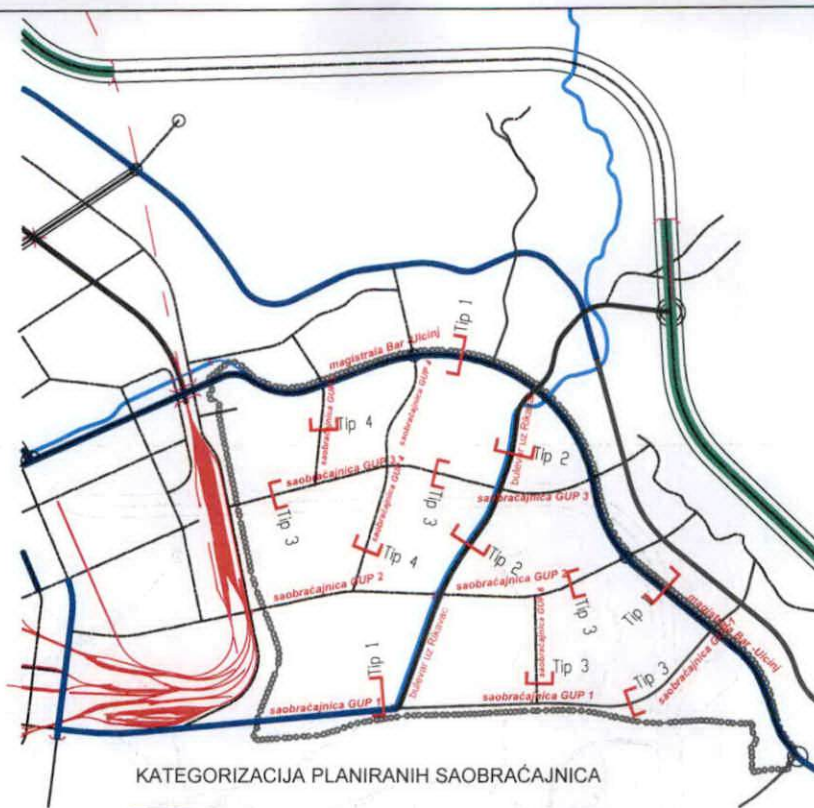 Tip 1
magistrala Bar -Ulcinj
saobraćajnica GUP 4
saobraćajnica GUP
Tip 4
bulevar uz Rikavac
Tip 2
saobraćajnica GUP 3
Tip 3
saobraćajnica GUP 3
Tip 3
saobraćajnica GUP 4
Tip 4
Tip 2
saobraćajnica GUP 2
saobraćajnica GUP 2
Tip 3
Tip
magistrala Bar -Ulcinj
saobraćajnica GUP
bulevar uz Rikavac
Tip 1
Tip 3
Tip 3
saobraćajnica GUP 1
saobraćajnica GUP 1
saobraćajnica GUP 1
KATEGORIZACIJA PLANIRANIH SAOBRAĆAJNICA